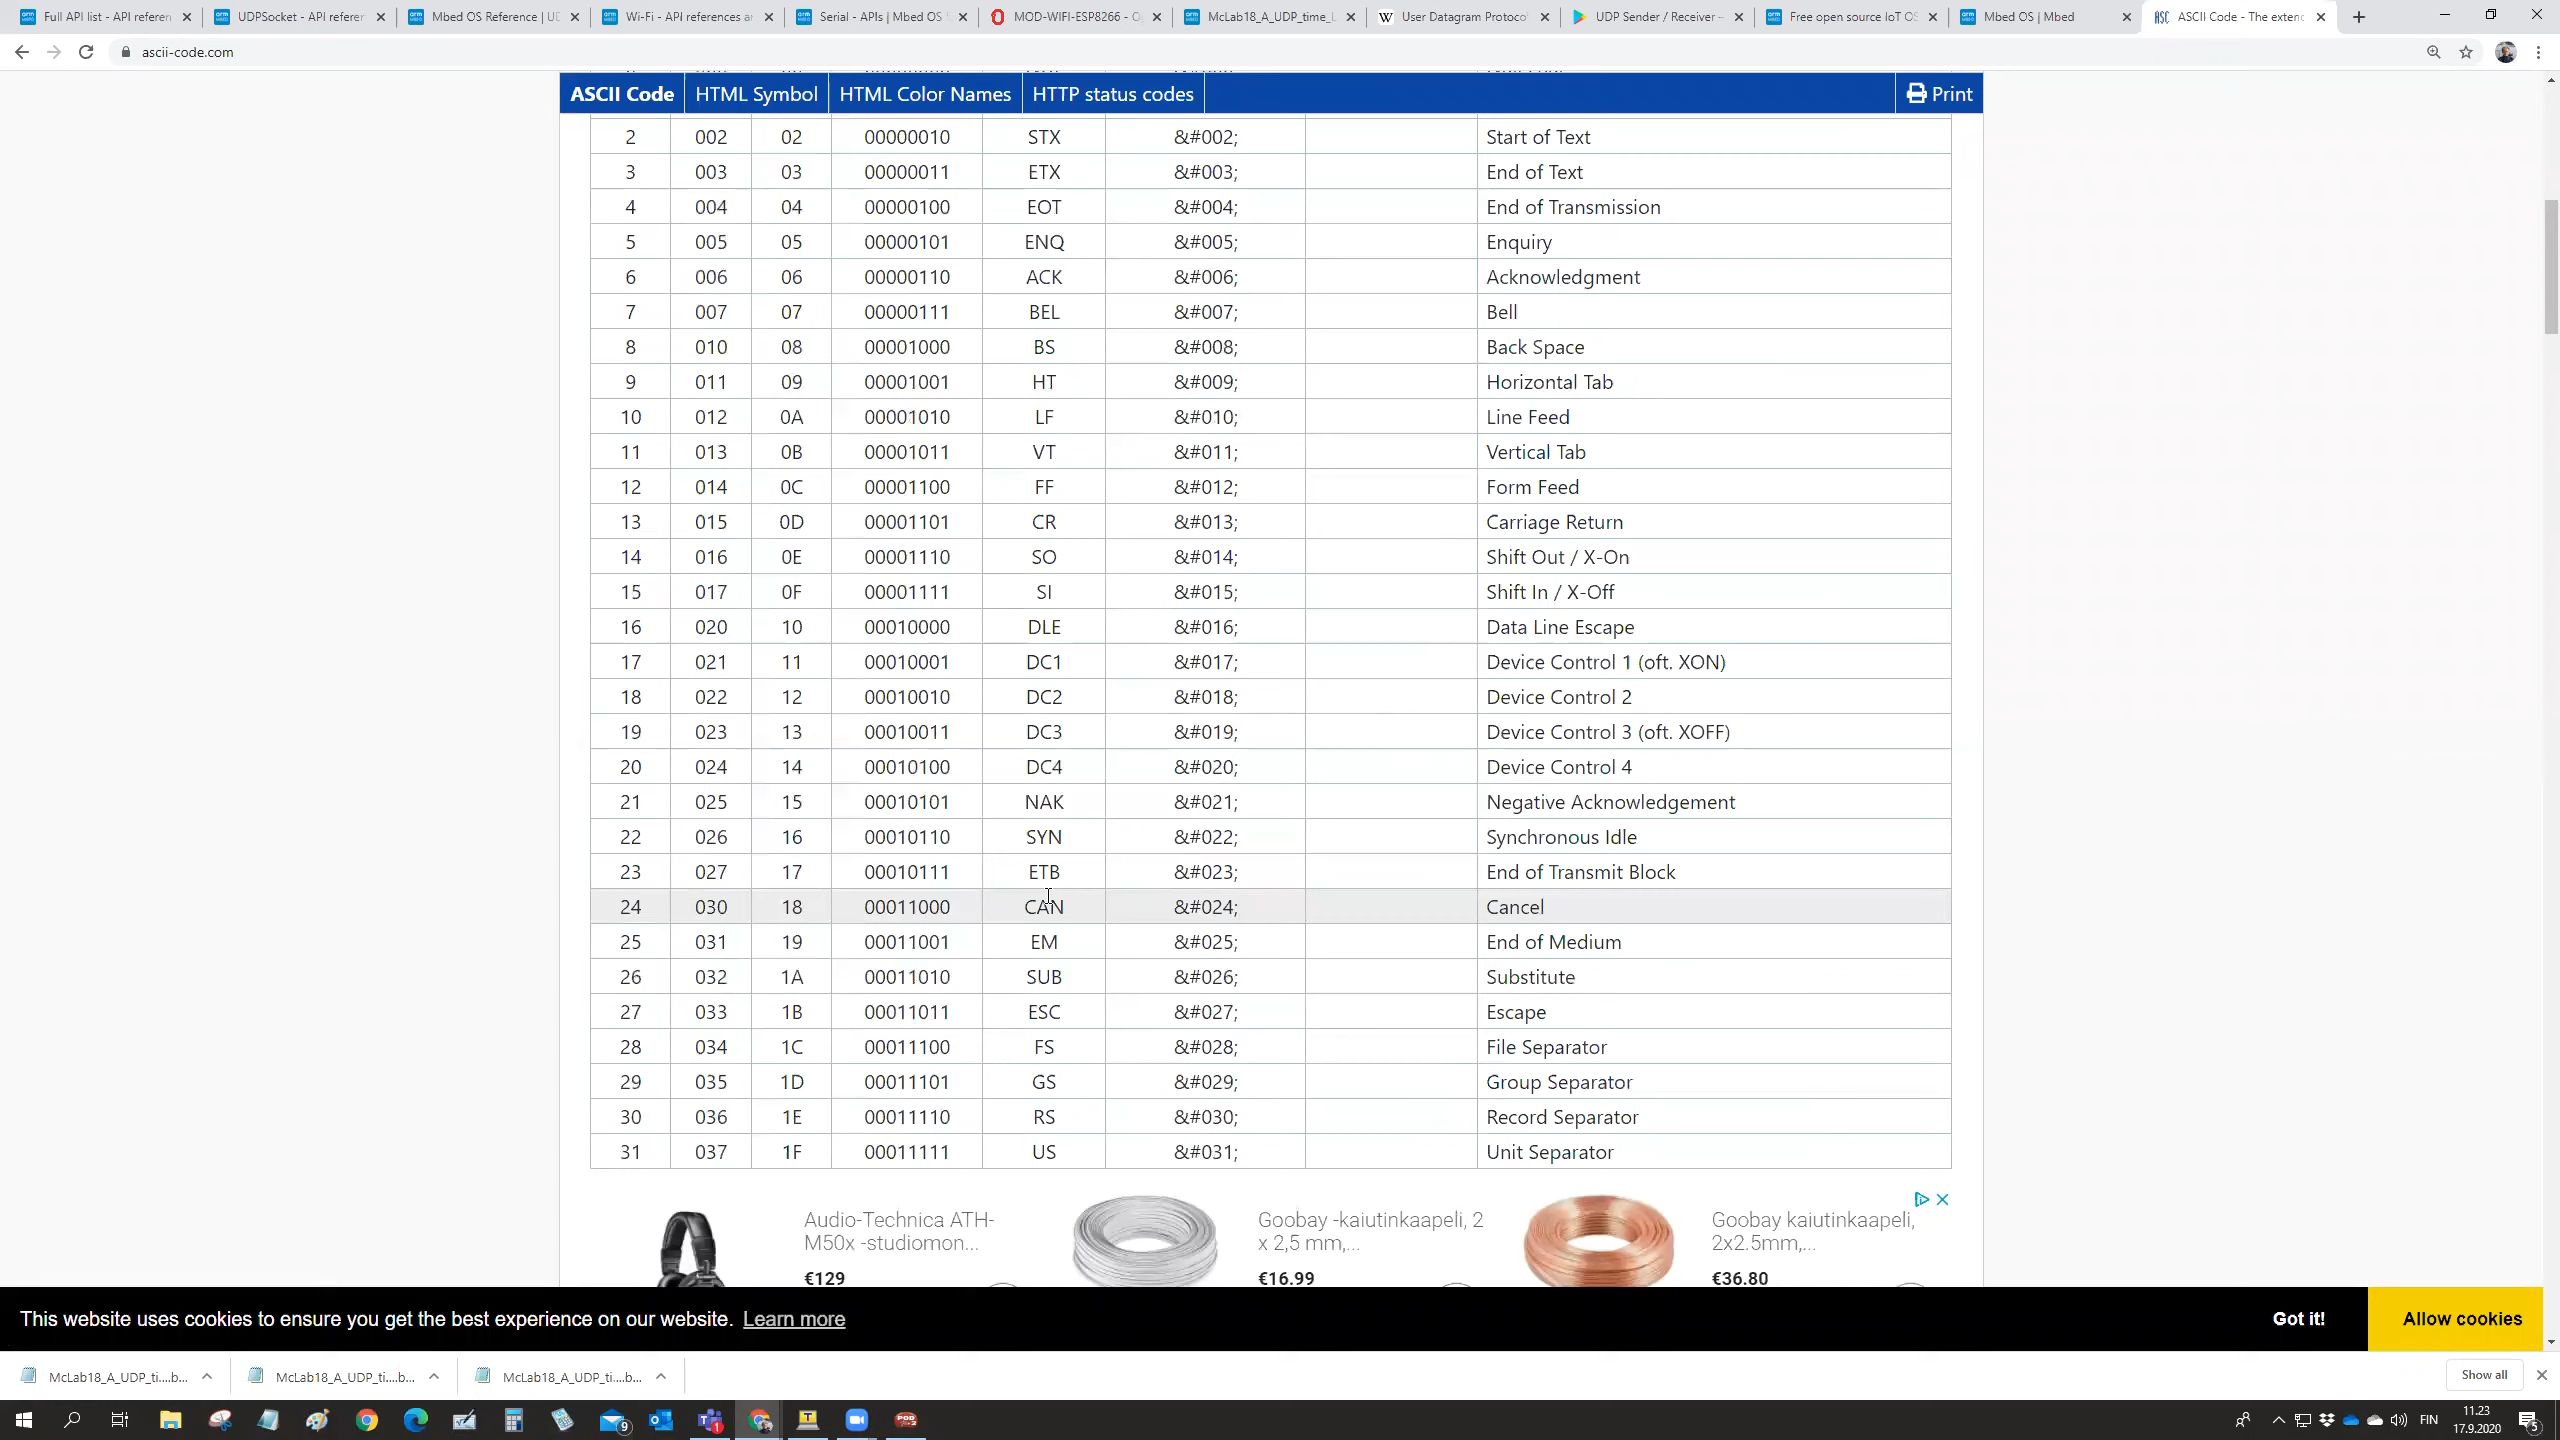 Full API list - API referen
UDPSocket - API referer
Mbed OS Reference | UD
Wi-Fi - API references ar
Serial - APIs | Mbed OS
MOD-WIFI-ESP8266 - O
McLab18_A_UDP_time_L
User Datagram Protoco
UDP Sender / Receiver -
Free open source IoT OS
Mbed OS | Mbed
ASCII Code - The extenc
ascii-code.com
ASCII Code HTML Symbol HTML Color Names HTTP status codes Print
2 002 02 00000010 STX &#002; Start of Text
3 003 03 00000011 ETX &#003; End of Text
4 004 04 00000100 EOT &#004; End of Transmission
5 005 05 00000101 ENQ &#005; Enquiry
6 006 06 00000110 ACK &#006; Acknowledgment
7 007 07 00000111 BEL &#007; Bell
8 010 08 00001000 BS &#008; Back Space
9 011 09 00001001 HT &#009; Horizontal Tab
10 012 0A 00001010 LF &#010; Line Feed
11 013 0B 00001011 VT &#011; Vertical Tab
12 014 0C 00001100 FF &#012; Form Feed
13 015 0D 00001101 CR &#013; Carriage Return
14 016 0E 00001110 SO &#014; Shift Out / X-On
15 017 0F 00001111 SI &#015; Shift In / X-Off
16 020 10 00010000 DLE &#016; Data Line Escape
17 021 11 00010001 DC1 &#017; Device Control 1 (oft. XON)
18 022 12 00010010 DC2 &#018; Device Control 2
19 023 13 00010011 DC3 &#019; Device Control 3 (oft. XOFF)
20 024 14 00010100 DC4 &#020; Device Control 4
21 025 15 00010101 NAK &#021; Negative Acknowledgement
22 026 16 00010110 SYN &#022; Synchronous Idle
23 027 17 00010111 ETB &#023; End of Transmit Block
24 030 18 00011000 CAN &#024; Cancel
25 031 19 00011001 EM &#025; End of Medium
26 032 1A 00011010 SUB &#026; Substitute
27 033 1B 00011011 ESC &#027; Escape
28 034 1C 00011100 FS &#028; File Separator
29 035 1D 00011101 GS &#029; Group Separator
30 036 1E 00011110 RS &#030; Record Separator
31 037 1F 00011111 US &#031; Unit Separator
Audio-Technica ATH-
M50x -studiomon...
€129
Goobay -kaiutinkaapeli, 2
x 2,5 mm,...
€16.99
Goobay kaiutinkaapeli,
2x2.5mm,...
€36.80
This website uses cookies to ensure you get the best experience on our website. Learn more
Got it!
Allow cookies
McLab18_A_UDP_ti....b...
McLab18_A_UDP_ti....b...
McLab18_A_UDP_ti....b...
Show all
FIN
11.23
17.9.2020